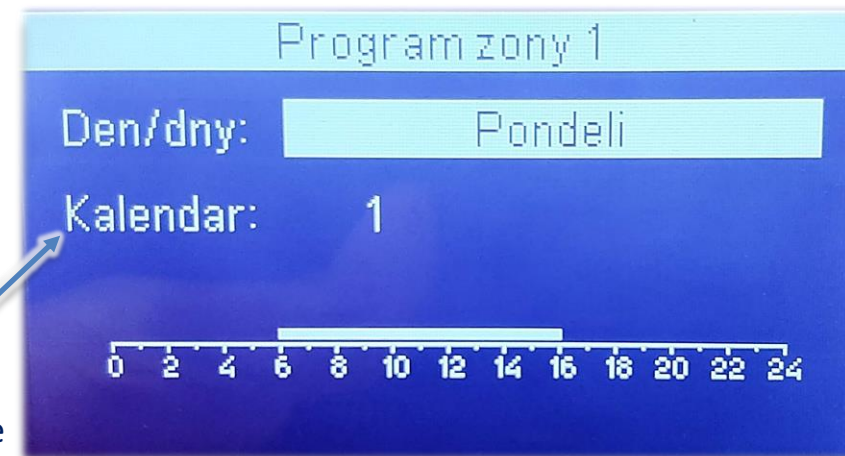 Program zony 1
Den/dny: Pondeli
Kalendar: 1
0 2 4 6 8 10 12 14 16 18 20 22 24
e